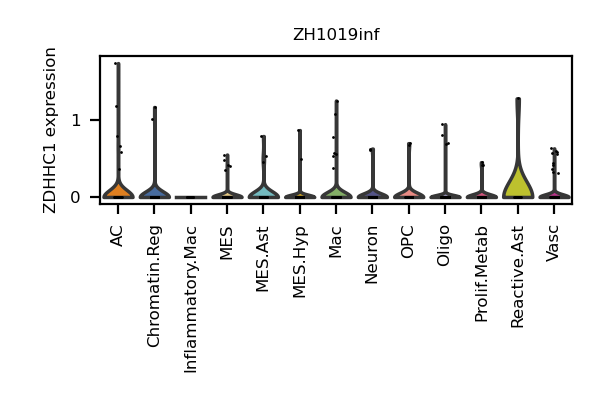 ZH1019inf
ZDHHC1 expression
1
0
AC
Chromatin.Reg
Inflammatory.Mac
MES
MES.Ast
MES.Hyp
Mac
Neuron
OPC
Oligo
Prolif.Metab
Reactive.Ast
Vasc